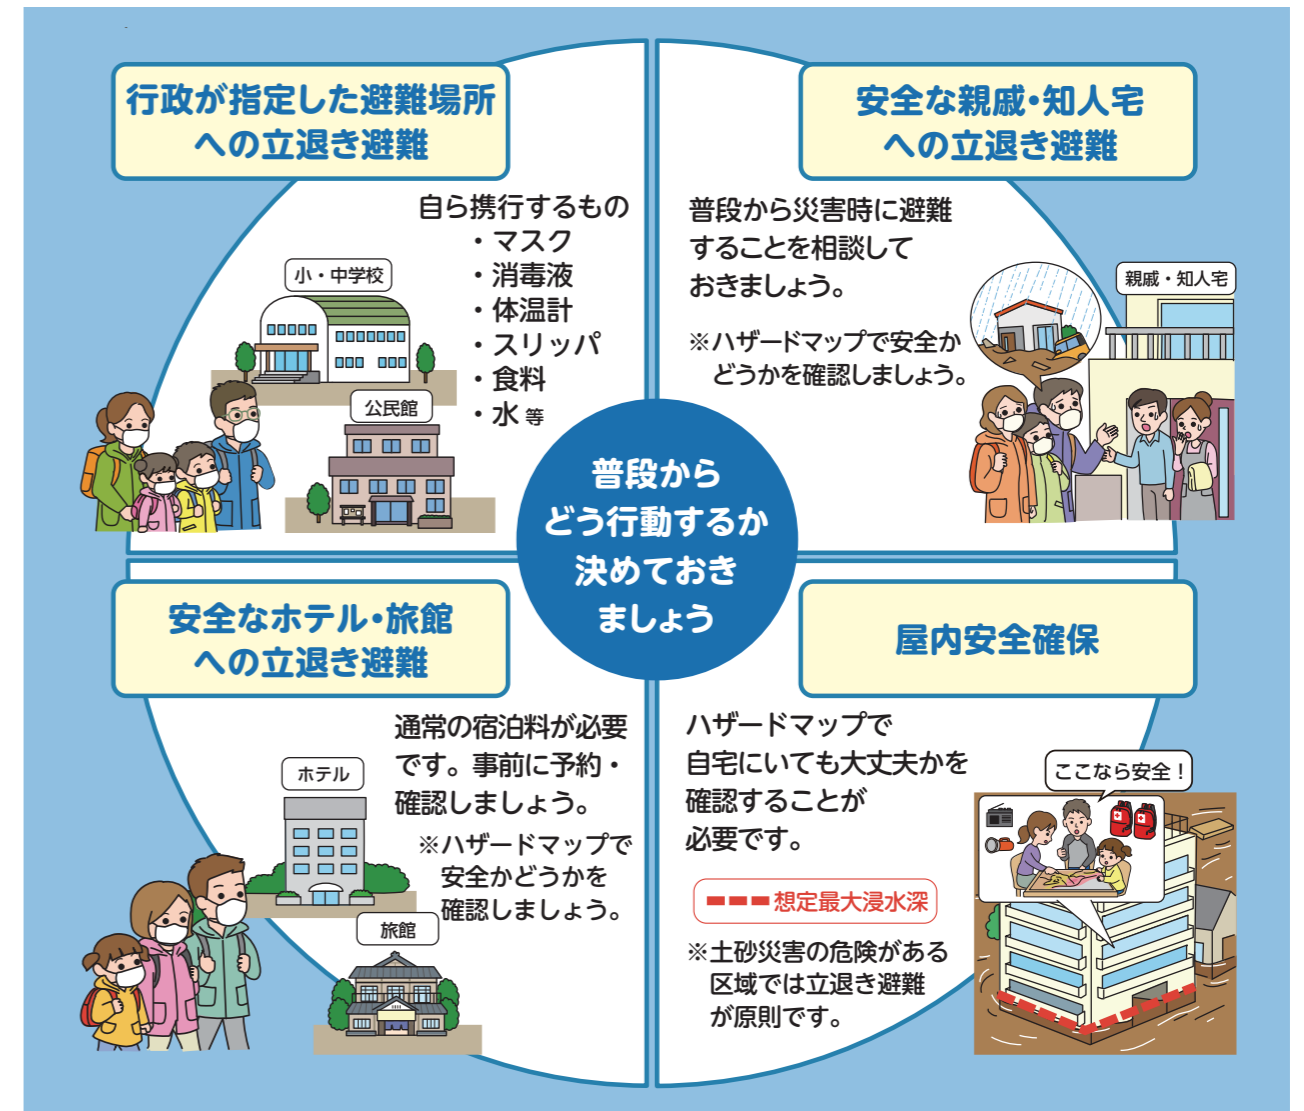 行政が指定した避難場所
への立退き避難
自ら携行するもの
・マスク
・消毒液
・体温計
・スリッパ
・食料
・水 等
小・中学校
公民館
安全な親戚・知人宅
への立退き避難
普段から災害時に避難
することを相談して
おきましょう。
※ハザードマップで安全か
どうかを確認しましょう。
親戚・知人宅
普段から
どう行動するか
決めておき
ましょう
安全なホテル・旅館
への立退き避難
通常の宿泊料が必要
です。事前に予約・
確認しましょう。
※ハザードマップで
安全かどうかを
確認しましょう。
ホテル
旅館
屋内安全確保
ハザードマップで
自宅にいても大丈夫かを
確認することが
必要です。
想定最大浸水深
※土砂災害の危険がある
区域では立退き避難
が原則です。
ここなら安全！